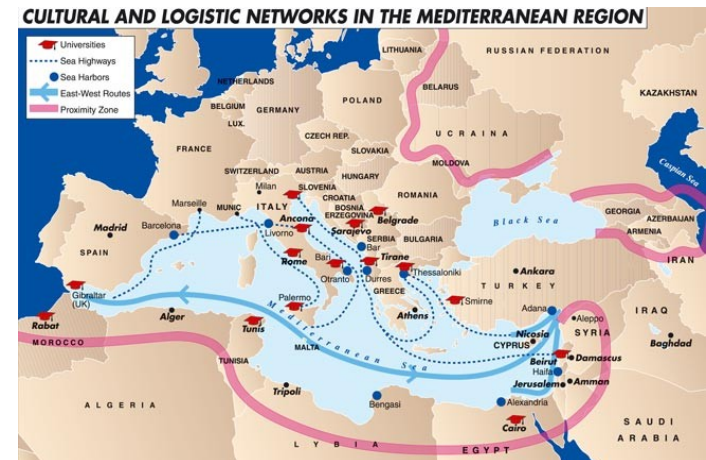 CULTURAL AND LOGISTIC NETWORKS IN THE MEDITERRANEAN REGION
Universities
Sea Highways
Sea Harbors
East-West Routes
Proximity Zone
LITHUANIA
RUSSIAN FEDERATION
BELARUS
KAZAKHSTAN
NETHERLANDS
BELGIUM
LUX.
GERMANY
POLAND
UCRAINA
CZECH REP.
SLOVAKIA
MOLDOVA
FRANCE
SWITZERLAND
AUSTRIA
HUNGARY
Caspian Sea
Milan
SLOVENIA
CROATIA
ROMANIA
Marseille
MUNIC
ITALY
BOSNIA
ERZEGOVINA
Belgrade
Black Sea
GEORGIA
AZERBAIJAN
ARMENIA
Madrid
Barcelona
Livorno
Ancona
Sarajevo
SERBIA
BULGARIA
Bar
IRAN
SPAIN
Rome
Bari
Tirane
Otranto
Durres
Thessaloniki
Ankara
GREECE
TURKEY
Gibraltar
(UK)
Palermo
Smirne
Adana
Aleppo
IRAQ
Rabat
Alger
Tunis
Athens
Nicosia
CYPRUS
SYRIA
Baghdad
MOROCCO
MALTA
Mediterranean Sea
Beirut
Damascus
TUNISIA
Haifa
Jerusalem
Amman
Tripoli
Bengasi
Alexandria
ALGERIA
Cairo
SAUDI
ARABIA
LYBIA
EGYPT